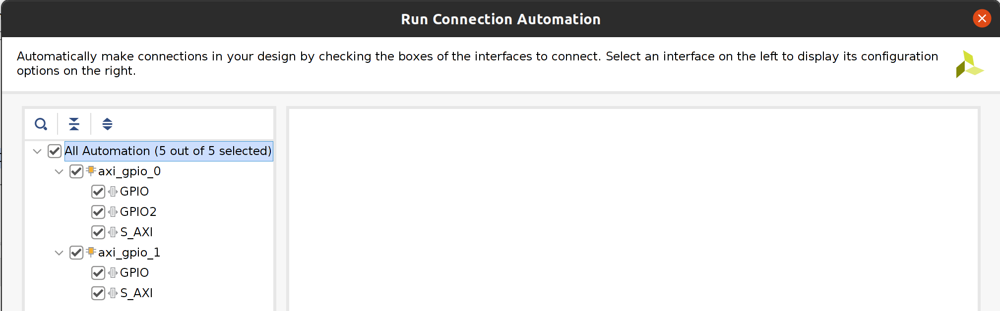 Run Connection Automation
Automatically make connections in your design by checking the boxes of the interfaces to connect. Select an interface on the left to display its configuration
options on the right.
All Automation (5 out of 5 selected)
axi_gpio_0
GPIO
GPIO2
S_AXI
axi_gpio_1
GPIO
S_AXI